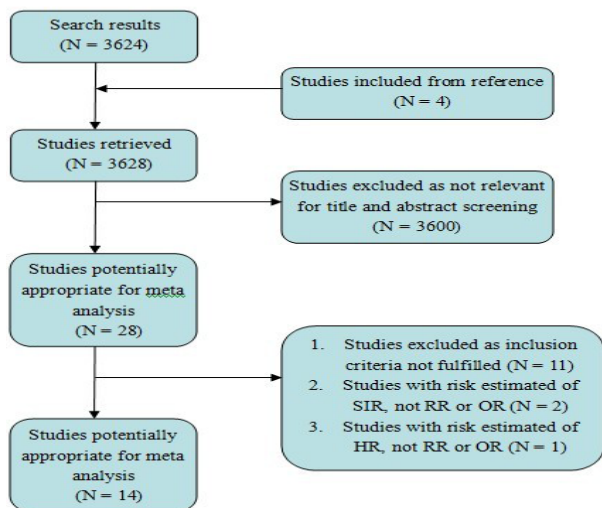 Search results
(N = 3624)
Studies included from reference
(N = 4)
Studies retrieved
(N = 3628)
Studies excluded as not relevant
for title and abstract screening
(N = 3600)
Studies potentially
appropriate for meta
analysis
(N = 28)
1. Studies excluded as inclusion
criteria not fulfilled (N = 11)
2. Studies with risk estimated of
SIR, not RR or OR (N = 2)
3. Studies with risk estimated of
HR, not RR or OR (N = 1)
Studies potentially
appropriate for meta
analysis
(N = 14)